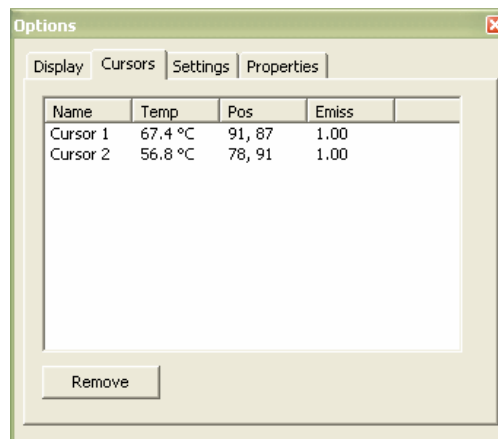 Options
Display Cursors Settings Properties
Name Temp Pos Emiss
Cursor 1 67.4 °C 91, 87 1.00
Cursor 2 56.8 °C 78, 91 1.00
Remove